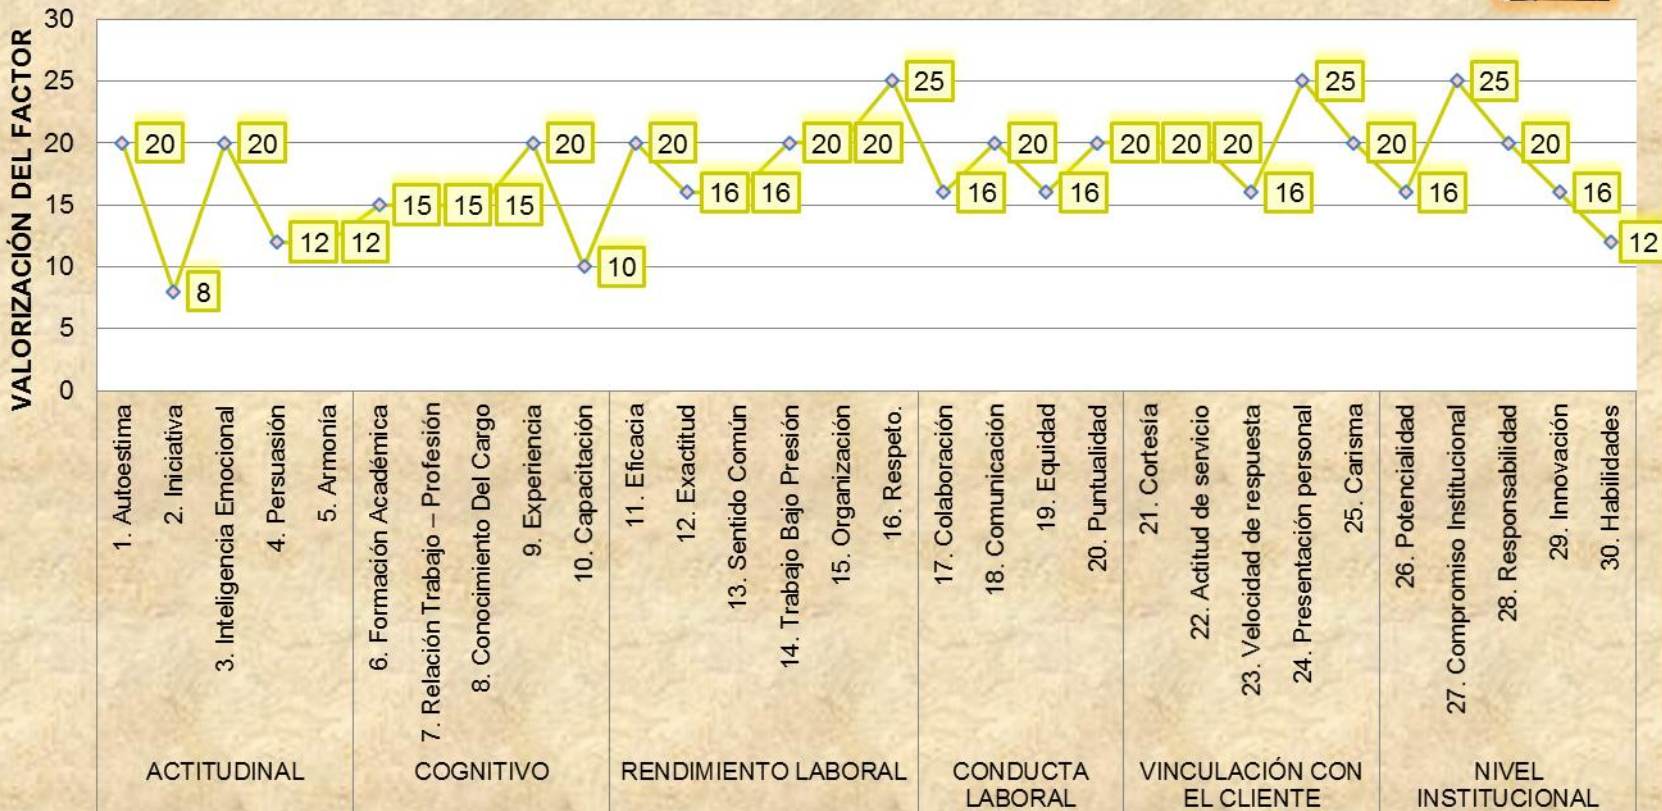 VALORIZACIÓN DEL FACTOR
30
25
20
15
10
5
0
20
8
20
12
12
15
15
15
20
10
20
16
16
20
20
25
16
20
16
20
20
20
16
25
20
16
25
20
16
12
1. Autoestima
2. Iniciativa
3. Inteligencia Emocional
4. Persuasión
5. Armonía
6. Formación Académica
7. Relación Trabajo – Profesión
8. Conocimiento Del Cargo
9. Experiencia
10. Capacitación
11. Eficacia
12. Exactitud
13. Sentido Común
14. Trabajo Bajo Presión
15. Organización
16. Respeto.
17. Colaboración
18. Comunicación
19. Equidad
20. Puntualidad
21. Cortesía
22. Actitud de servicio
23. Velocidad de respuesta
24. Presentación personal
25. Carisma
26. Potencialidad
27. Compromiso Institucional
28. Responsabilidad
29. Innovación
30. Habilidades
ACTITUDINAL
COGNITIVO
RENDIMIENTO LABORAL
CONDUCTA
LABORAL
VINCULACIÓN CON
EL CLIENTE
NIVEL
INSTITUCIONAL